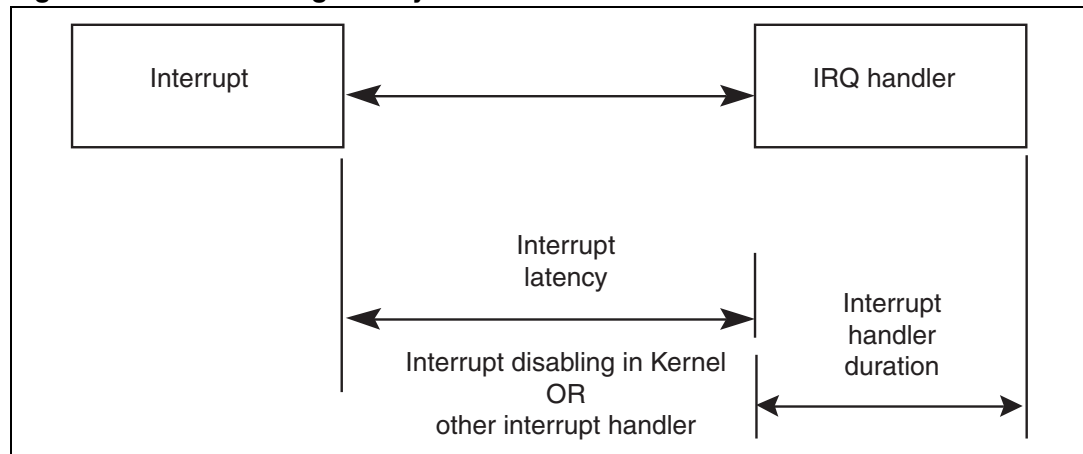 Interrupt
IRQ handler
Interrupt
latency
Interrupt
handler
duration
Interrupt disabling in Kernel
OR
other interrupt handler